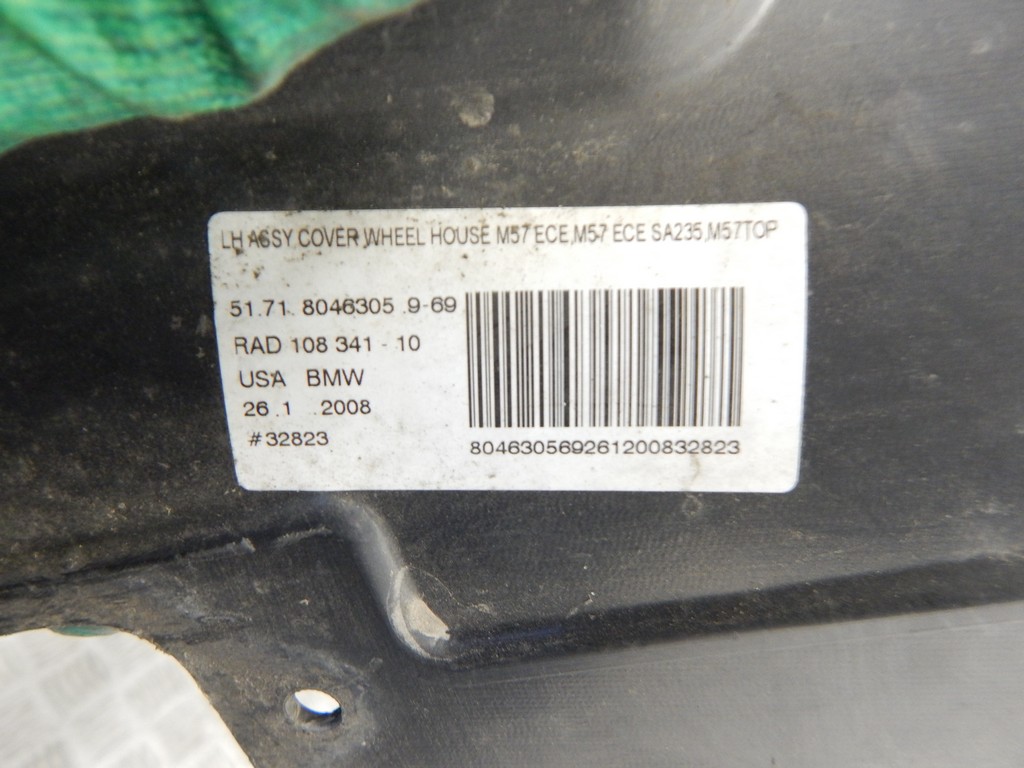 LH ASSY COVER WHEEL HOUSE M57 ECE,M57 ECE SA235,M57TOP
51.71. 8046305 .9-69
RAD 108 341 - 10
USA BMW
26 .1 .2008
#32823
804630569261200832823